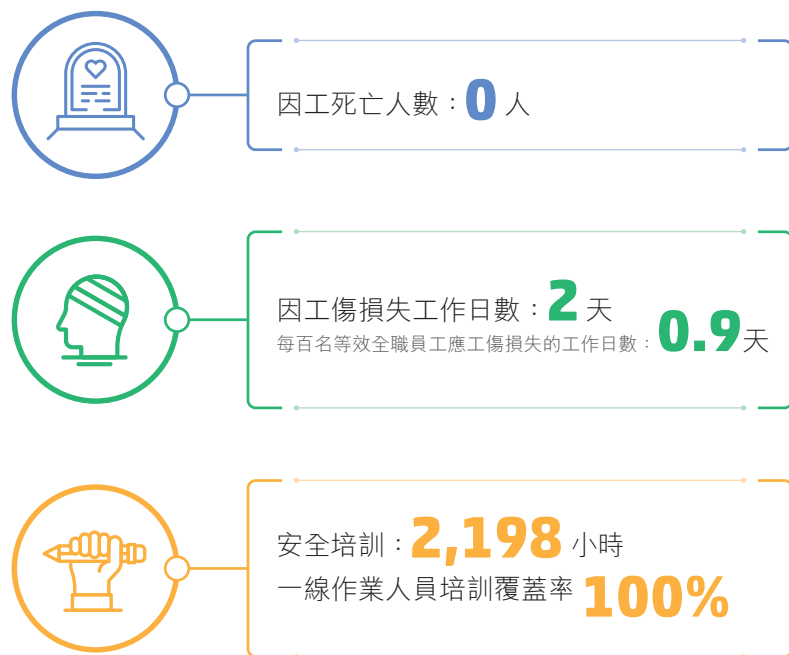 因工死亡人數：0 人
因工傷損失工作日數：2 天
每百名等效全職員工應工傷損失的工作日數：0.9天
安全培訓：2,198 小時
一線作業人員培訓覆蓋率 100%